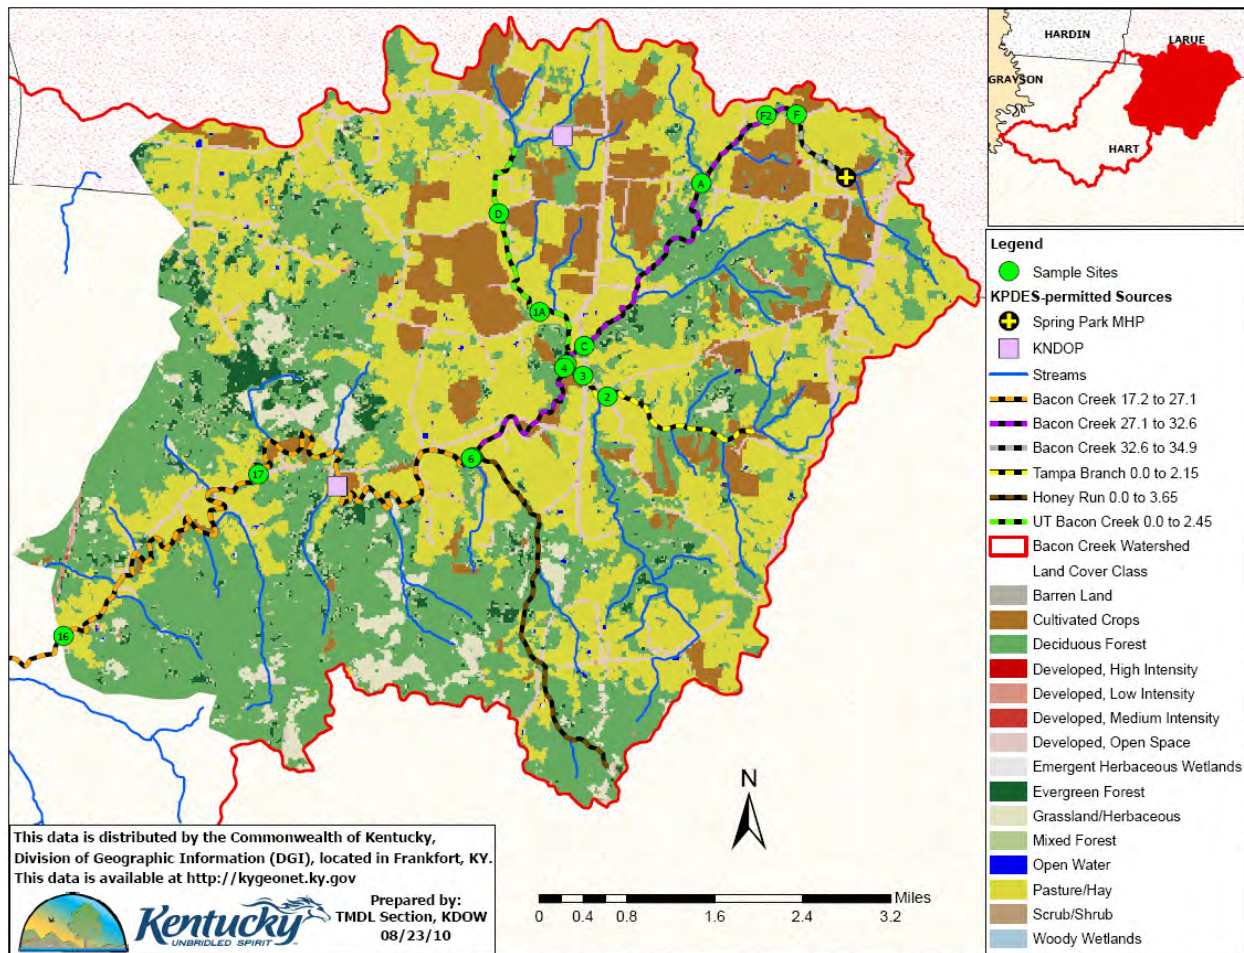 HARDIN
LARUE
GRAYSON
HART
F2
F
A
D
1A
C
4
3
2
6
17
16
Legend
Sample Sites
KPDES-permitted Sources
Spring Park MHP
KNDOP
Streams
Bacon Creek 17.2 to 27.1
Bacon Creek 27.1 to 32.6
Bacon Creek 32.6 to 34.9
Tampa Branch 0.0 to 2.15
Honey Run 0.0 to 3.65
UT Bacon Creek 0.0 to 2.45
Bacon Creek Watershed
Land Cover Class
Barren Land
Cultivated Crops
Deciduous Forest
Developed, High Intensity
Developed, Low Intensity
Developed, Medium Intensity
Developed, Open Space
Emergent Herbaceous Wetlands
Evergreen Forest
Grassland/Herbaceous
Mixed Forest
Open Water
Pasture/Hay
Scrub/Shrub
Woody Wetlands
N
Miles
0 0.4 0.8 1.6 2.4 3.2
This data is distributed by the Commonwealth of Kentucky,
Division of Geographic Information (DGI), located in Frankfort, KY.
This data is available at http://kygeonet.ky.gov
Kentucky
UNBRIDLED SPIRIT
Prepared by:
TMDL Section, KDOW
08/23/10